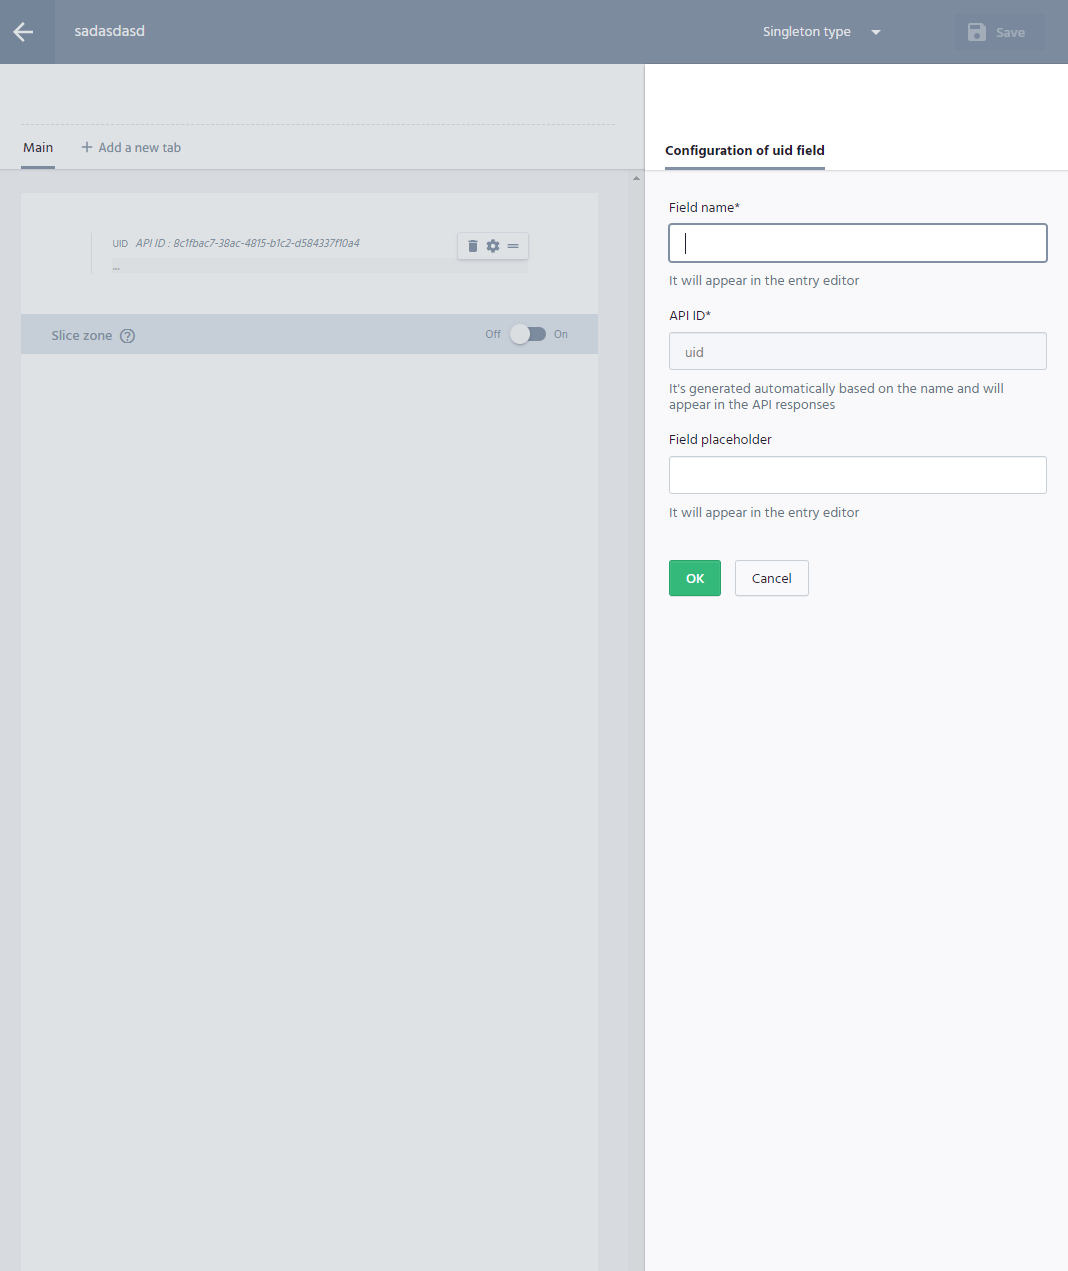 sadasdasd
Singleton type
Save
Main
+ Add a new tab
UID API ID : 8c1fbac7-38ac-4815-b1c2-d584337f10a4
...
Slice zone ?
Off
On
Configuration of uid field
Field name*
It will appear in the entry editor
API ID*
uid
It's generated automatically based on the name and will
appear in the API responses
Field placeholder
It will appear in the entry editor
OK
Cancel